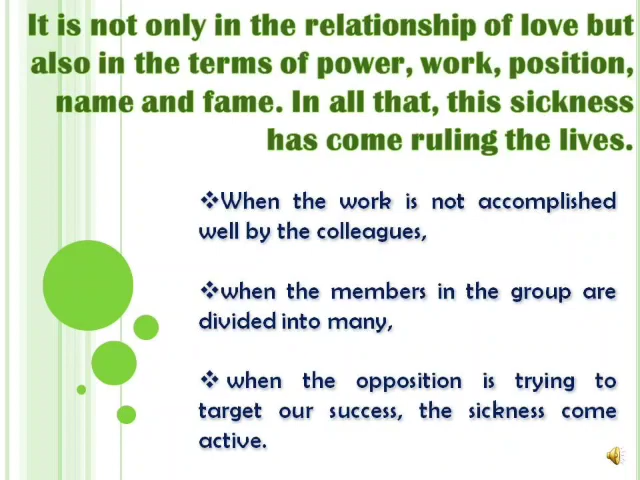 It is not only in the relationship of love but
also in the terms of power, work, position,
name and fame. In all that, this sickness
has come ruling the lives.
❖When the work is not accomplished
well by the colleagues,
❖when the members in the group are
divided into many,
❖ when the opposition is trying to
target our success, the sickness come
active.